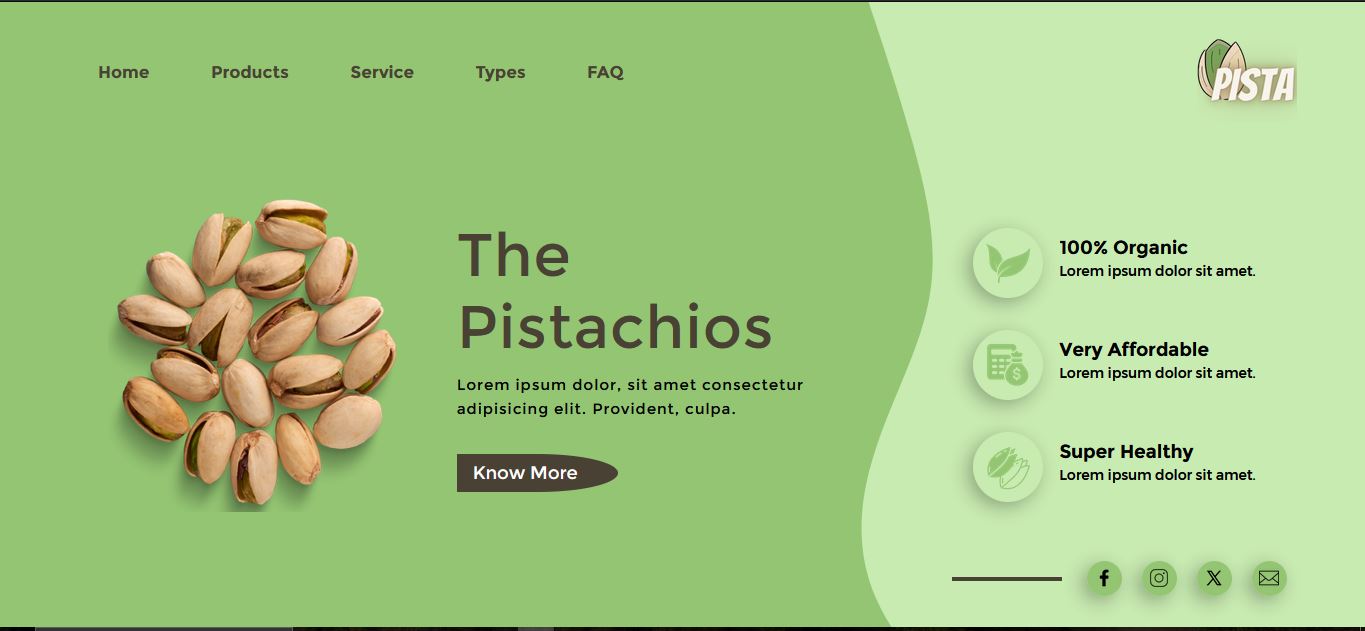 Home Products Service Types FAQ
PISTA
The
Pistachios
Lorem ipsum dolor, sit amet consectetur
adipisicing elit. Provident, culpa.
Know More
100% Organic
Lorem ipsum dolor sit amet.
Very Affordable
Lorem ipsum dolor sit amet.
Super Healthy
Lorem ipsum dolor sit amet.